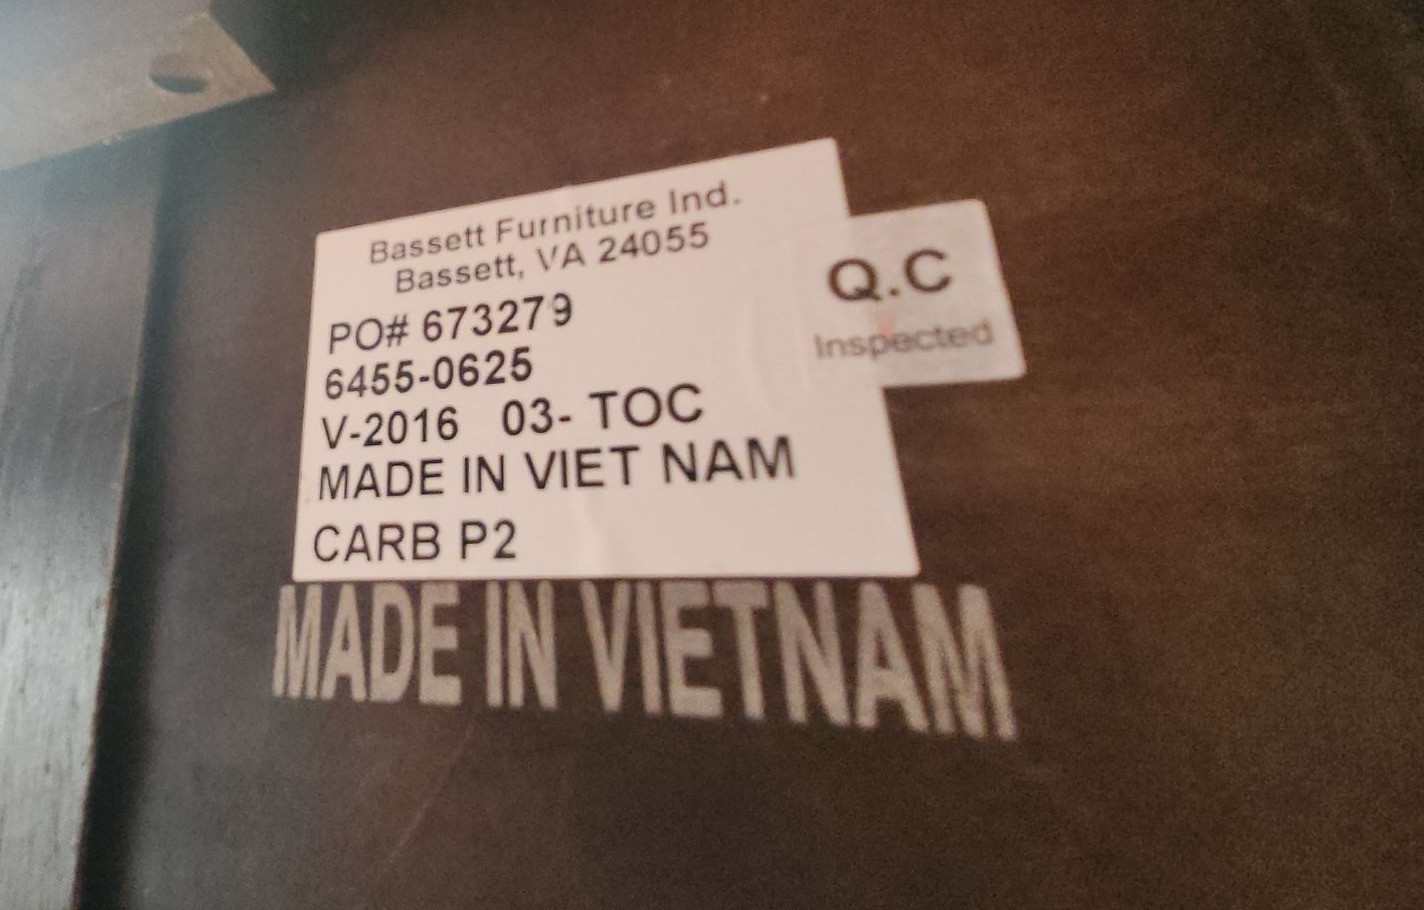 Bassett Furniture Ind.
Bassett, VA 24055
PO# 673279
6455-0625
V-2016 03- TOC
MADE IN VIET NAM
CARB P2
Q.C
Inspected
MADE IN VIETNAM